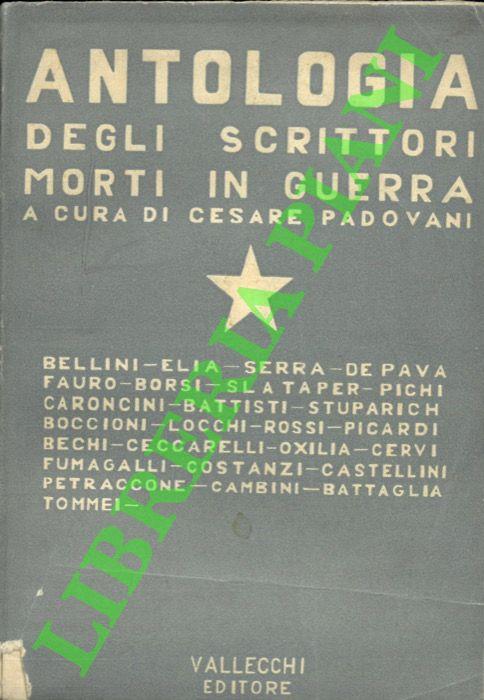 ANTOLOGIA
DEGLI SCRITTORI
MORTI IN GUERRA
A CURA DI CESARE PADOVANI
BELLINI-ELIA-SERRA-DE PAVA
FAURO-BORSI-SLATAPER-PICHI
CARONCINI-BATTISTI-STUPARICH
BOCCIONI-LOCCHI-ROSSI-PICARDI
BECHI-CECCARELLI-OXILIA-CERVI
FUMAGALLI-COSTANZI-CASTELLINI
PETRACCONE-CAMBINI-BATTAGLIA
TOMMEI-
VALLECCHI
EDITORE
LIBRERIA PIANI